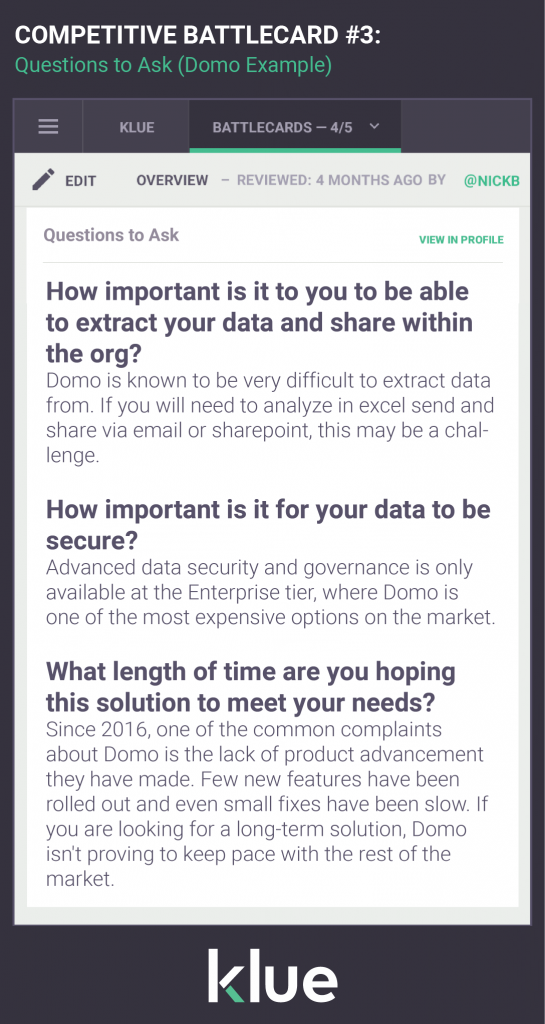 COMPETITIVE BATTLECARD #3:
Questions to Ask (Domo Example)
KLUE
BATTLECARDS — 4/5
EDIT
OVERVIEW – REVIEWED: 4 MONTHS AGO BY @NICKB
Questions to Ask
VIEW IN PROFILE
How important is it to you to be able
to extract your data and share within
the org?
Domo is known to be very difficult to extract data
from. If you will need to analyze in excel send and
share via email or sharepoint, this may be a chal-
lenge.
How important is it for your data to be
secure?
Advanced data security and governance is only
available at the Enterprise tier, where Domo is
one of the most expensive options on the market.
What length of time are you hoping
this solution to meet your needs?
Since 2016, one of the common complaints
about Domo is the lack of product advancement
they have made. Few new features have been
rolled out and even small fixes have been slow. If
you are looking for a long-term solution, Domo
isn't proving to keep pace with the rest of the
market.
klue